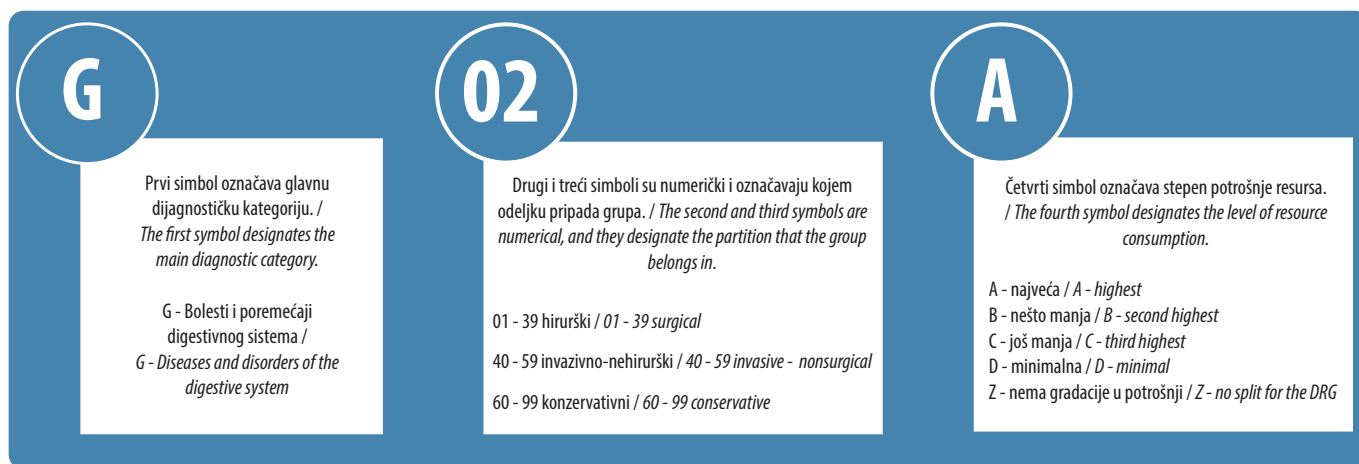 G
Prvi simbol označava glavnu
dijagnostičku kategoriju. /
The first symbol designates the
main diagnostic category.
G - Bolesti i poremećaji
digestivnog sistema /
G - Diseases and disorders of the
digestive system
02
Drugi i treći simboli su numerički i označavaju kojem
odeljku pripada grupa. / The second and third symbols are
numerical, and they designate the partition that the group
belongs in.
01 - 39 hirurški / 01 - 39 surgical
40 - 59 invazivno-nehirurški / 40 - 59 invasive - nonsurgical
60 - 99 konzervativni / 60 - 99 conservative
A
Četvrti simbol označava stepen potrošnje resursa.
/ The fourth symbol designates the level of resource
consumption.
A - najveća / A - highest
B - nešto manja / B - second highest
C - još manja / C - third highest
D - minimalna / D - minimal
Z - nema gradacije u potrošnji / Z - no split for the DRG